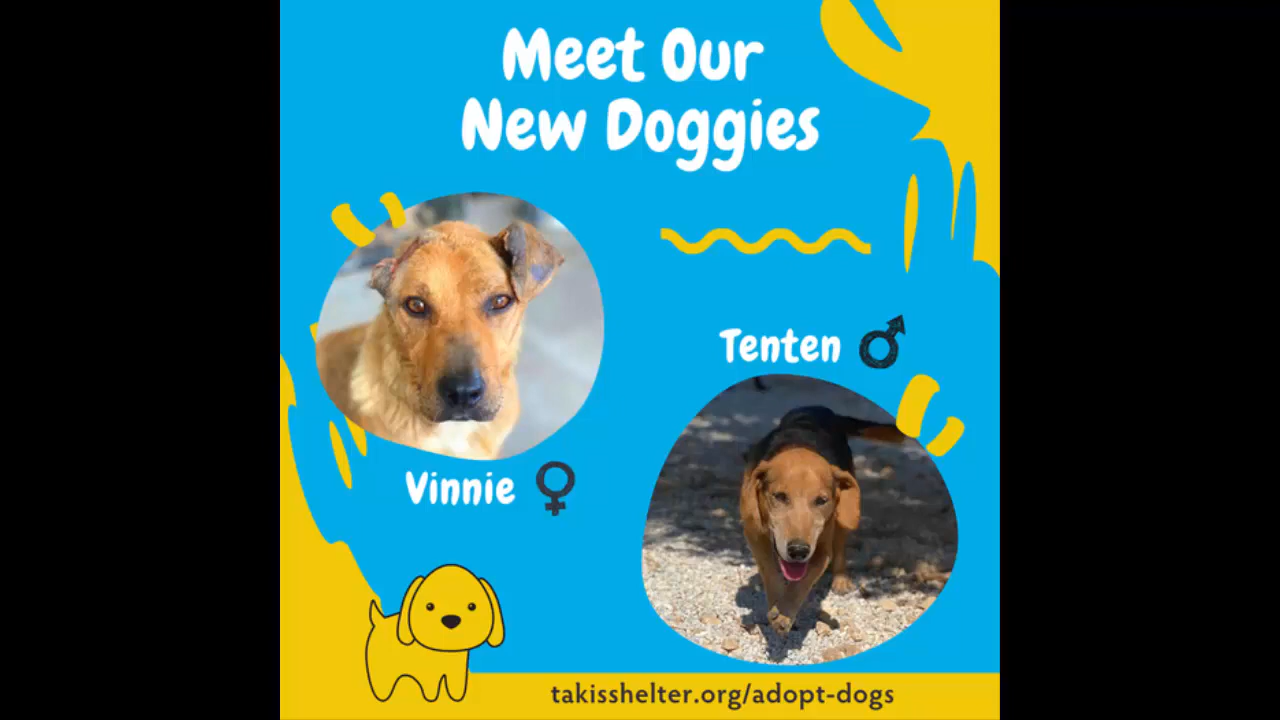 Meet Our
New Doggies
Tenten
Vinnie
takisshelter.org/adopt-dogs